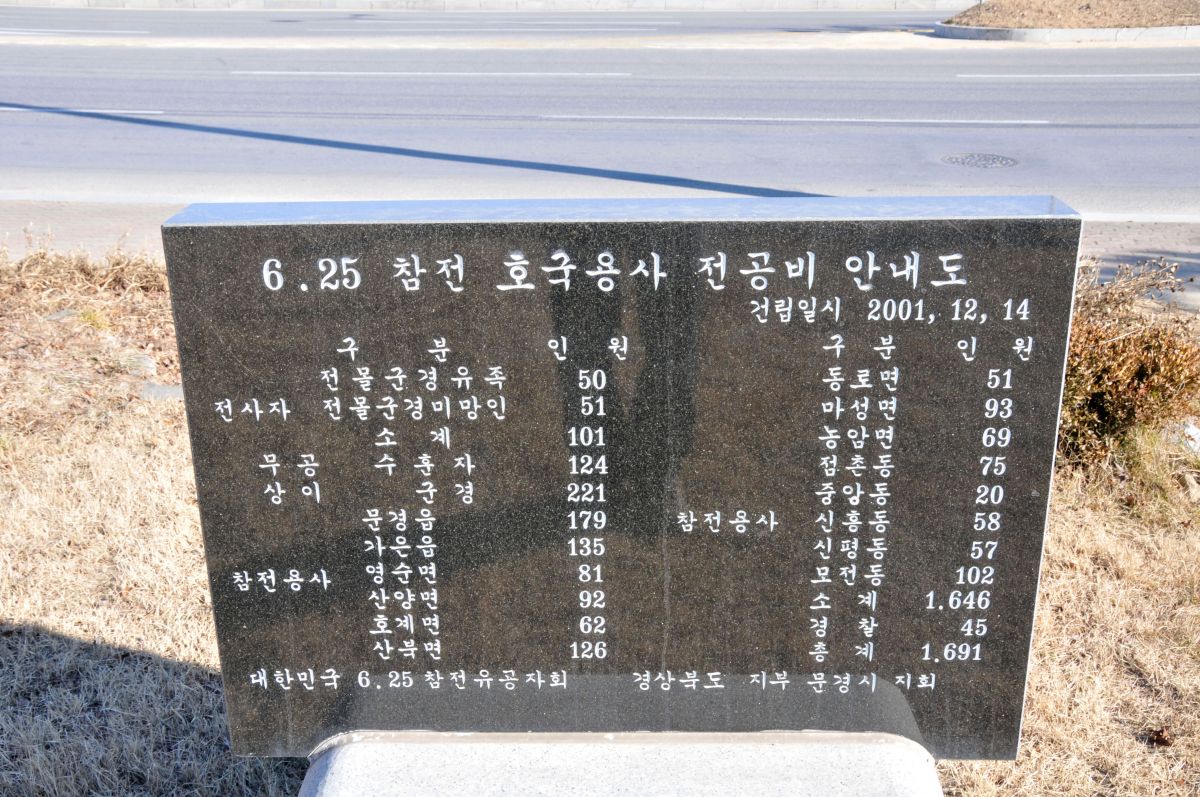 6.25 참전 호국용사 전공비 안내도
건립일시 2001, 12, 14
구 분 인 원
전몰군경유족 50
전사자 전몰군경미망인 51
소 계 101
무공 수훈자 124
상이 군경 221
문경읍 179
가은읍 135
참전용사 영순면 81
산양면 92
호계면 62
산북면 126
구 분 인 원
동로면 51
마성면 93
농암면 69
점촌동 75
중앙동 20
참전용사 신흥동 58
신평동 57
모전동 102
소 계 1.646
경 찰 45
총 계 1.691
대한민국 6.25 참전유공자회 경상북도 지부 문경시 지회